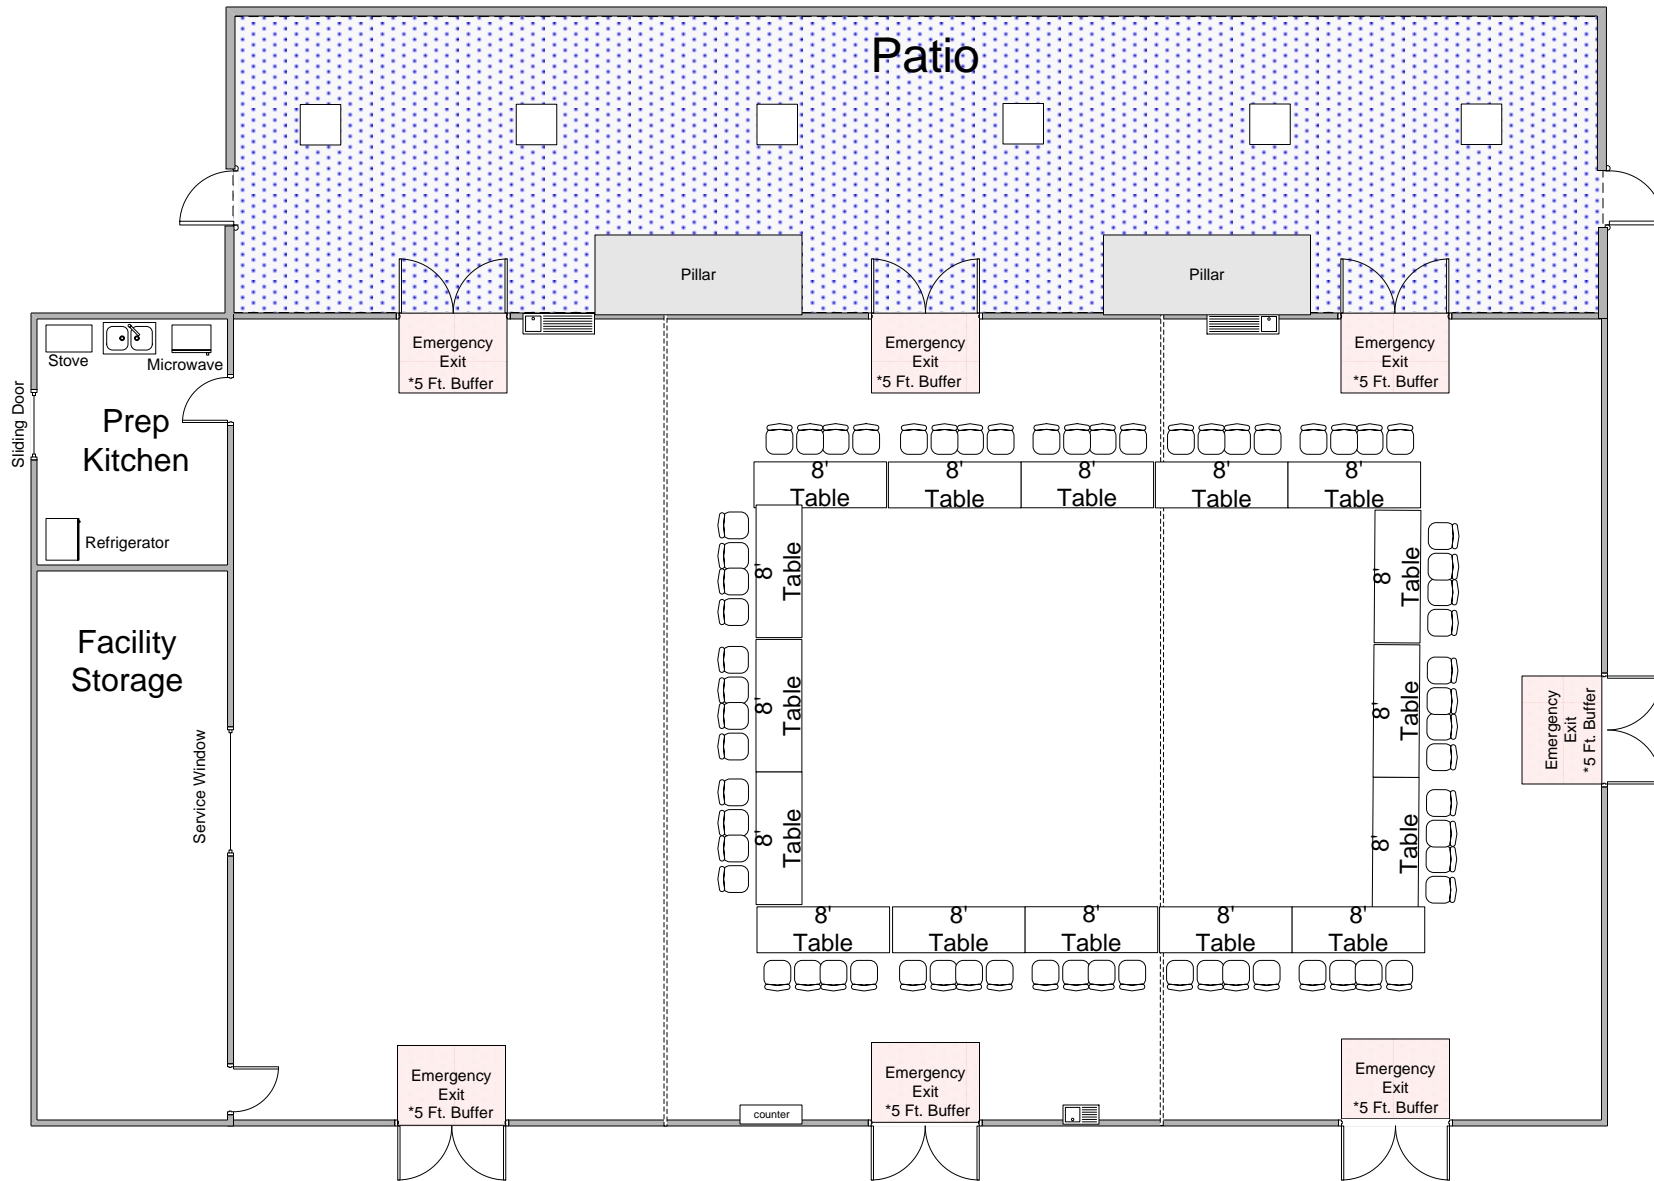 Patio
Pillar
Pillar
Emergency
Exit
*5 Ft. Buffer
Emergency
Exit
*5 Ft. Buffer
Emergency
Exit
*5 Ft. Buffer
Stove
Microwave
Sliding Door
Prep
Kitchen
Refrigerator
Facility
Storage
Service Window
8'
Table
8'
Table
8'
Table
8'
Table
8'
Table
8'
Table
8'
Table
8'
Table
8'
Table
8'
Table
8'
Table
Emergency
Exit
*5 Ft. Buffer
8'
Table
8'
Table
8'
Table
8'
Table
8'
Table
Emergency
Exit
*5 Ft. Buffer
counter
Emergency
Exit
*5 Ft. Buffer
Emergency
Exit
*5 Ft. Buffer